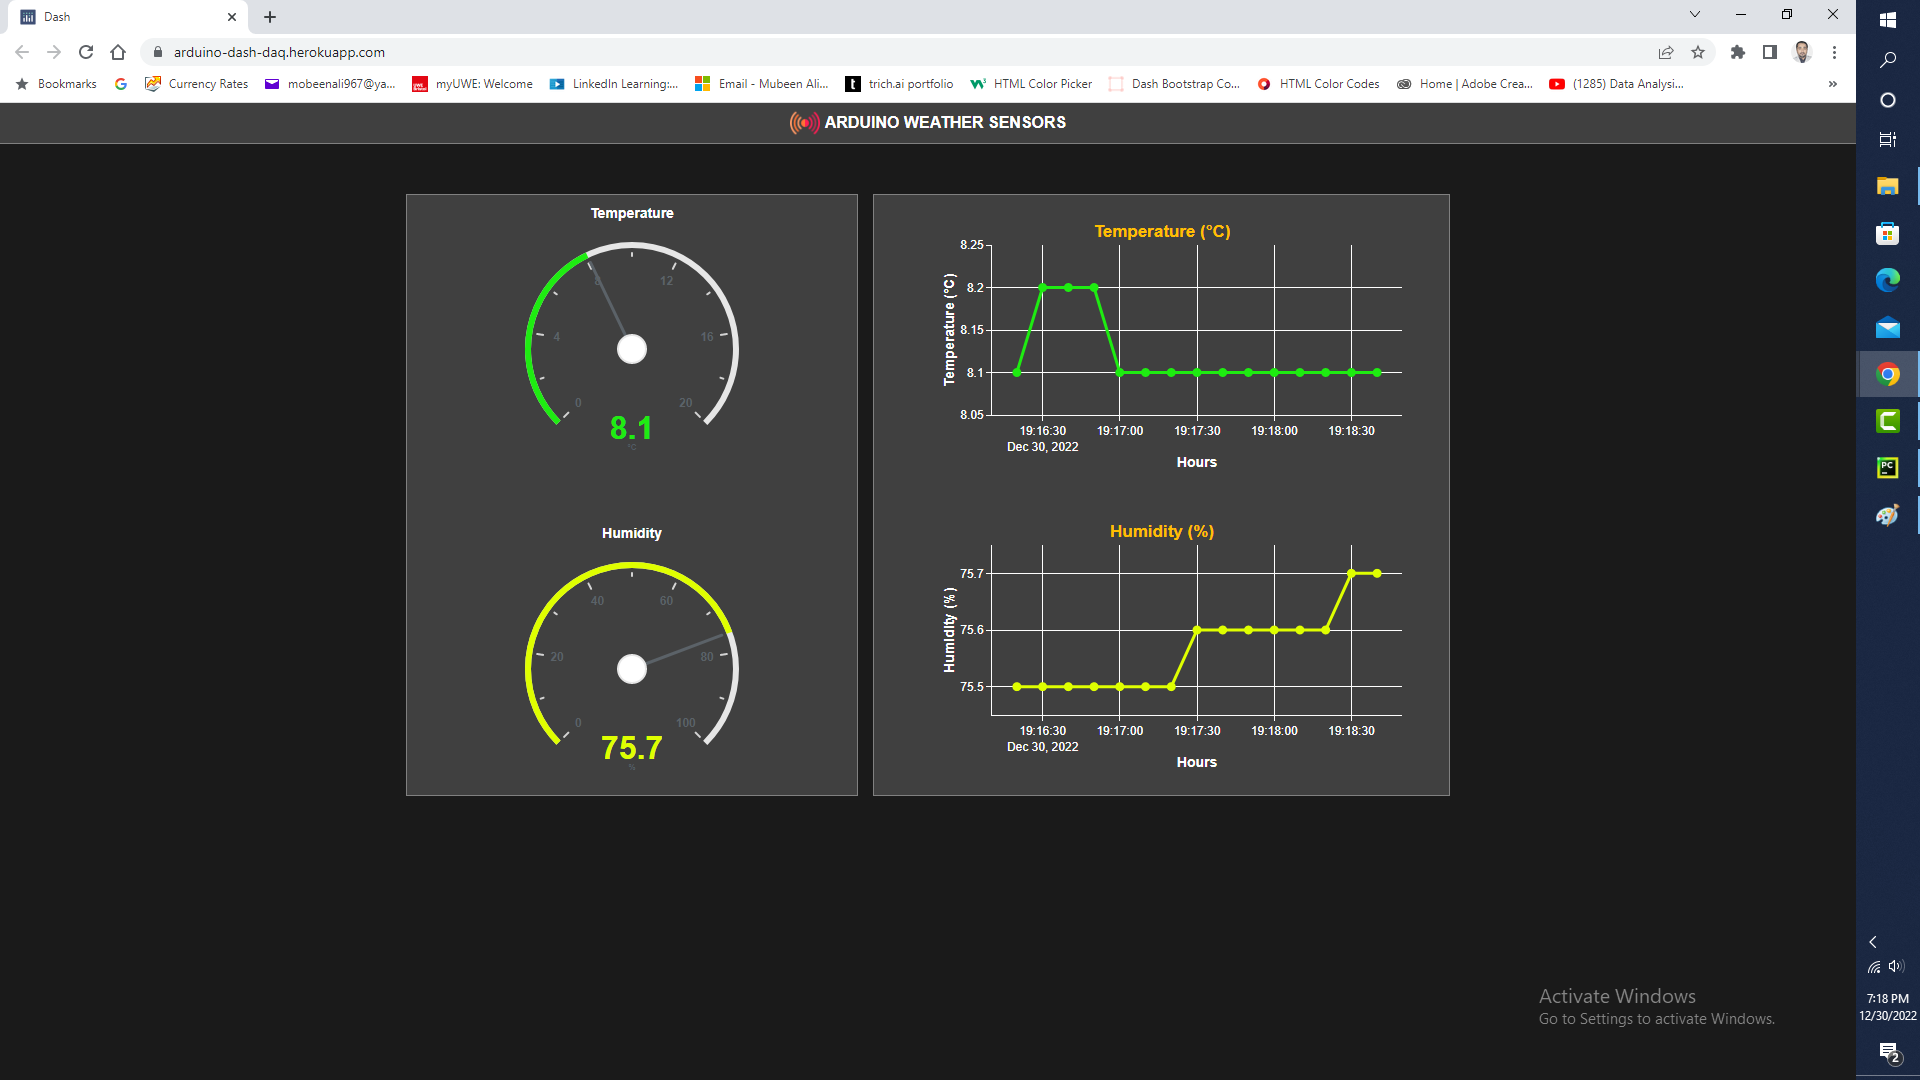 Dash
arduino-dash-daq.herokuapp.com
Bookmarks
Currency Rates
mobeenali967@ya...
myUWE: Welcome
LinkedIn Learning:...
Email - Mubeen Ali...
trich.ai portfolio
HTML Color Picker
Dash Bootstrap Co...
HTML Color Codes
Home | Adobe Crea...
(1285) Data Analysi...
»
ARDUINO WEATHER SENSORS
Temperature
0
4
8
12
16
20
8.1
°C
Humidity
0
20
40
60
80
100
75.7
%
Temperature (°C)
Temperature (°C)
8.25
8.2
8.15
8.1
8.05
19:16:30 19:17:00 19:17:30 19:18:00 19:18:30
Dec 30, 2022
Hours
Humidity (%)
Humidity (%)
75.7
75.6
75.5
19:16:30 19:17:00 19:17:30 19:18:00 19:18:30
Dec 30, 2022
Hours
Activate Windows
Go to Settings to activate Windows.
PC
7:18 PM
12/30/2022
2